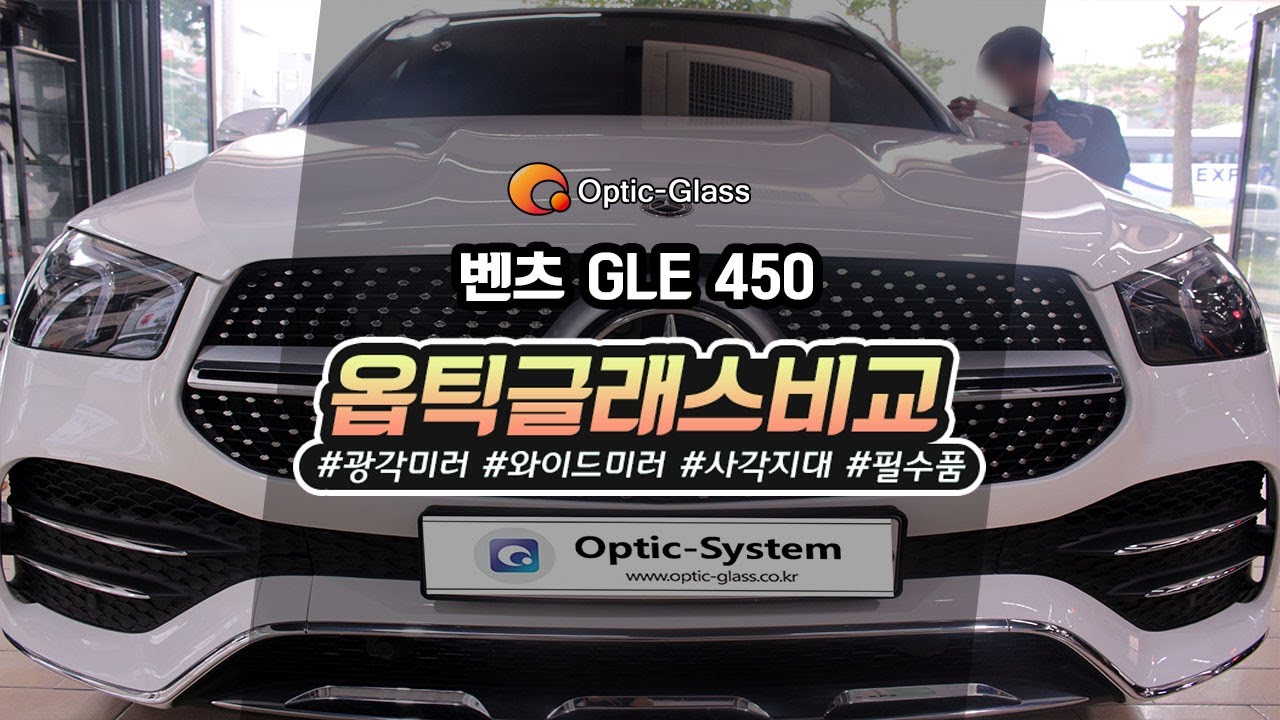 EXP
Optic-Glass
벤츠 GLE 450
옵틱글래스비교
#광각미러 #와이드미러 #사각지대 #필수품
Optic-System
www.optic-glass.co.kr